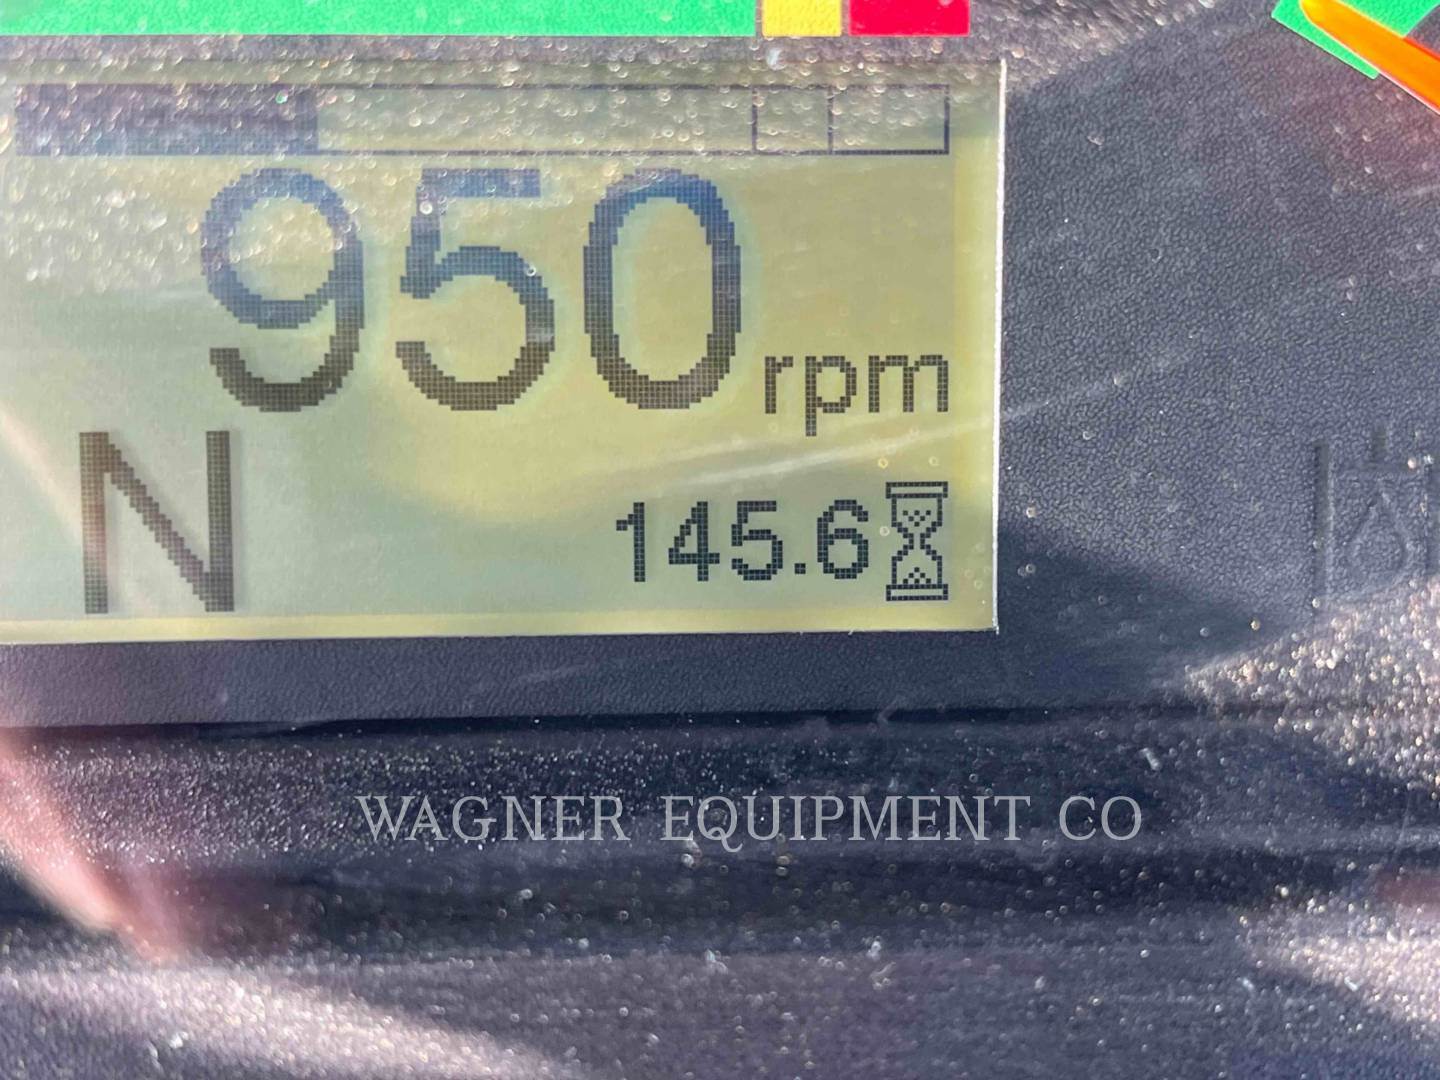 950 rpm
N
145.6
WAGNER EQUIPMENT CO